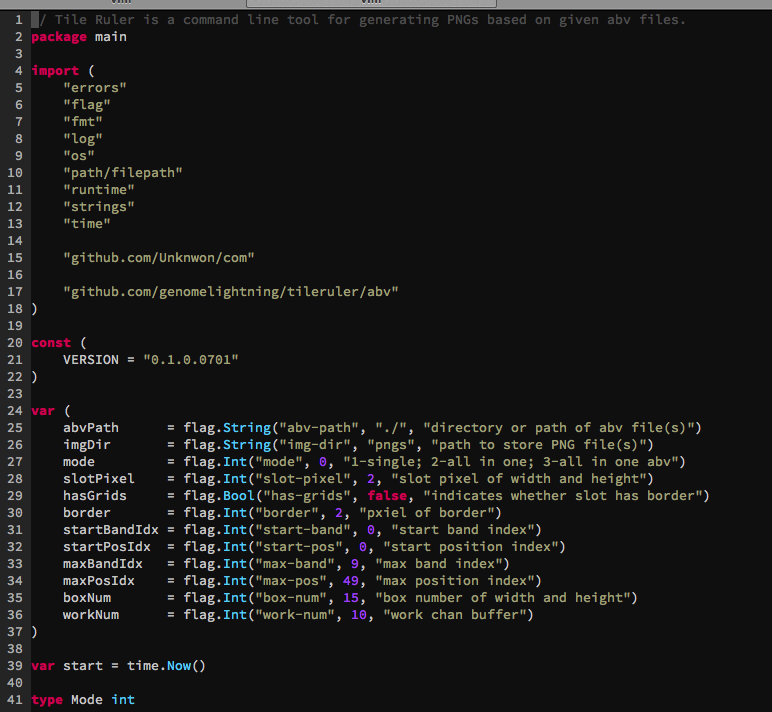 1 // Tile Ruler is a command line tool for generating PNGs based on given abv files.
2 package main
3
4 import (
5     "errors"
6     "flag"
7     "fmt"
8     "log"
9     "os"
10     "path/filepath"
11     "runtime"
12     "strings"
13     "time"
14
15     "github.com/Unknwon/com"
16
17     "github.com/genomelightning/tileruler/abv"
18 )
19
20 const (
21     VERSION = "0.1.0.0701"
22 )
23
24 var (
25     abvPath      = flag.String("abv-path", "./", "directory or path of abv file(s)")
26     imgDir       = flag.String("img-dir", "pngs", "path to store PNG file(s)")
27     mode         = flag.Int("mode", 0, "1-single; 2-all in one; 3-all in one abv")
28     slotPixel    = flag.Int("slot-pixel", 2, "slot pixel of width and height")
29     hasGrids     = flag.Bool("has-grids", false, "indicates whether slot has border")
30     border       = flag.Int("border", 2, "pxiel of border")
31     startBandIdx = flag.Int("start-band", 0, "start band index")
32     startPosIdx  = flag.Int("start-pos", 0, "start position index")
33     maxBandIdx   = flag.Int("max-band", 9, "max band index")
34     maxPosIdx    = flag.Int("max-pos", 49, "max position index")
35     boxNum       = flag.Int("box-num", 15, "box number of width and height")
36     workNum      = flag.Int("work-num", 10, "work chan buffer")
37 )
38
39 var start = time.Now()
40
41 type Mode int